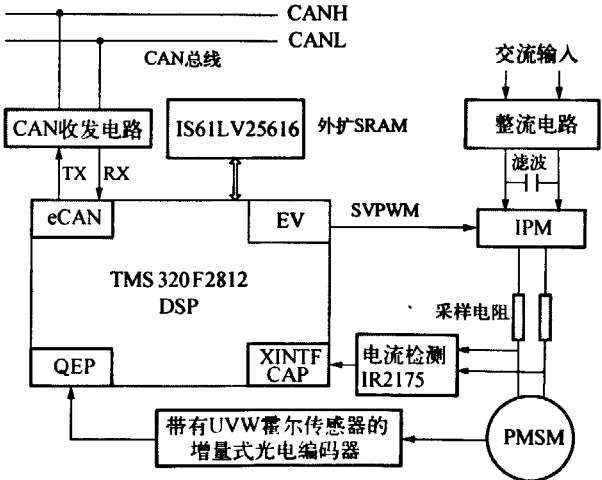 CANH
CANL
CAN总线
交流输入
CAN收发电路
IS61LV25616
外扩SRAM
整流电路
TX
RX
滤波
eCAN
EV
SVPWM
IPM
TMS320F2812
DSP
采样电阻
QEP
XINTF
CAP
电流检测
IR2175
带有UVW霍尔传感器的
增量式光电编码器
PMSM